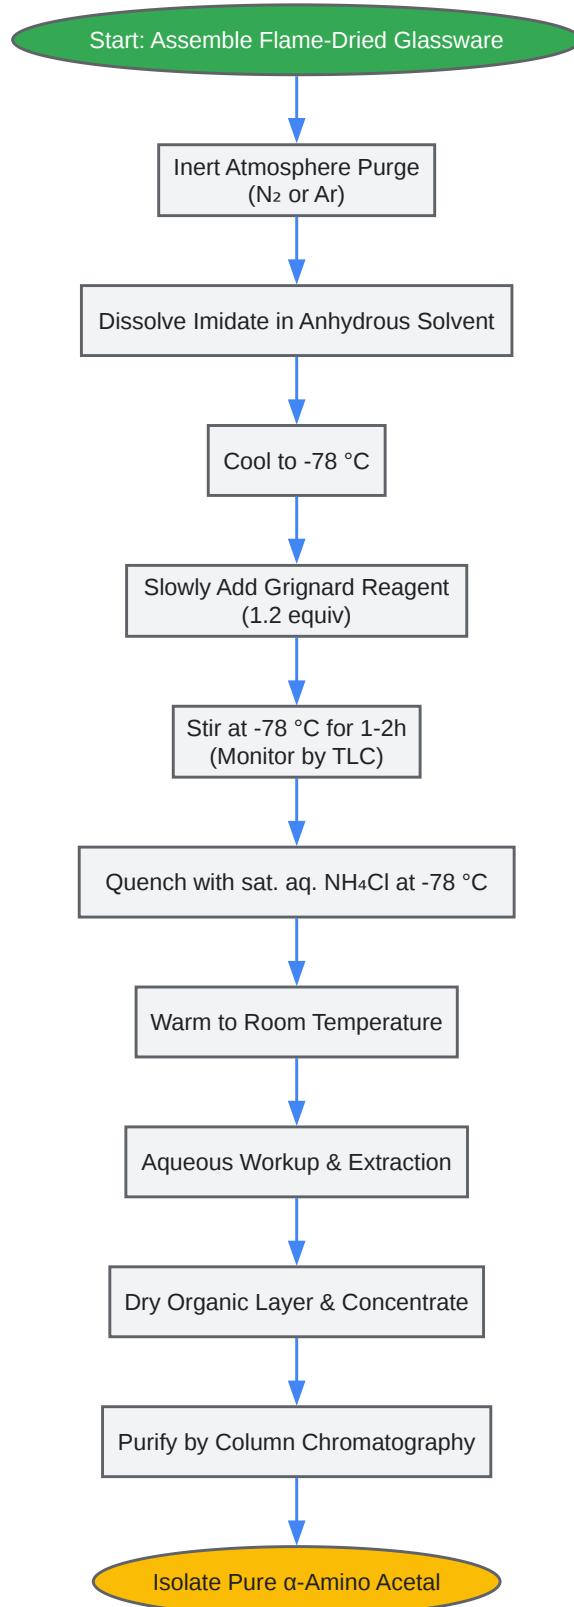 Start: Assemble Flame-Dried Glassware
Inert Atmosphere Purge
(N₂ or Ar)
Dissolve Imidate in Anhydrous Solvent
Cool to -78 °C
Slowly Add Grignard Reagent
(1.2 equiv)
Stir at -78 °C for 1-2h
(Monitor by TLC)
Quench with sat. aq. NH₄Cl at -78 °C
Warm to Room Temperature
Aqueous Workup & Extraction
Dry Organic Layer & Concentrate
Purify by Column Chromatography
Isolate Pure α-Amino Acetal